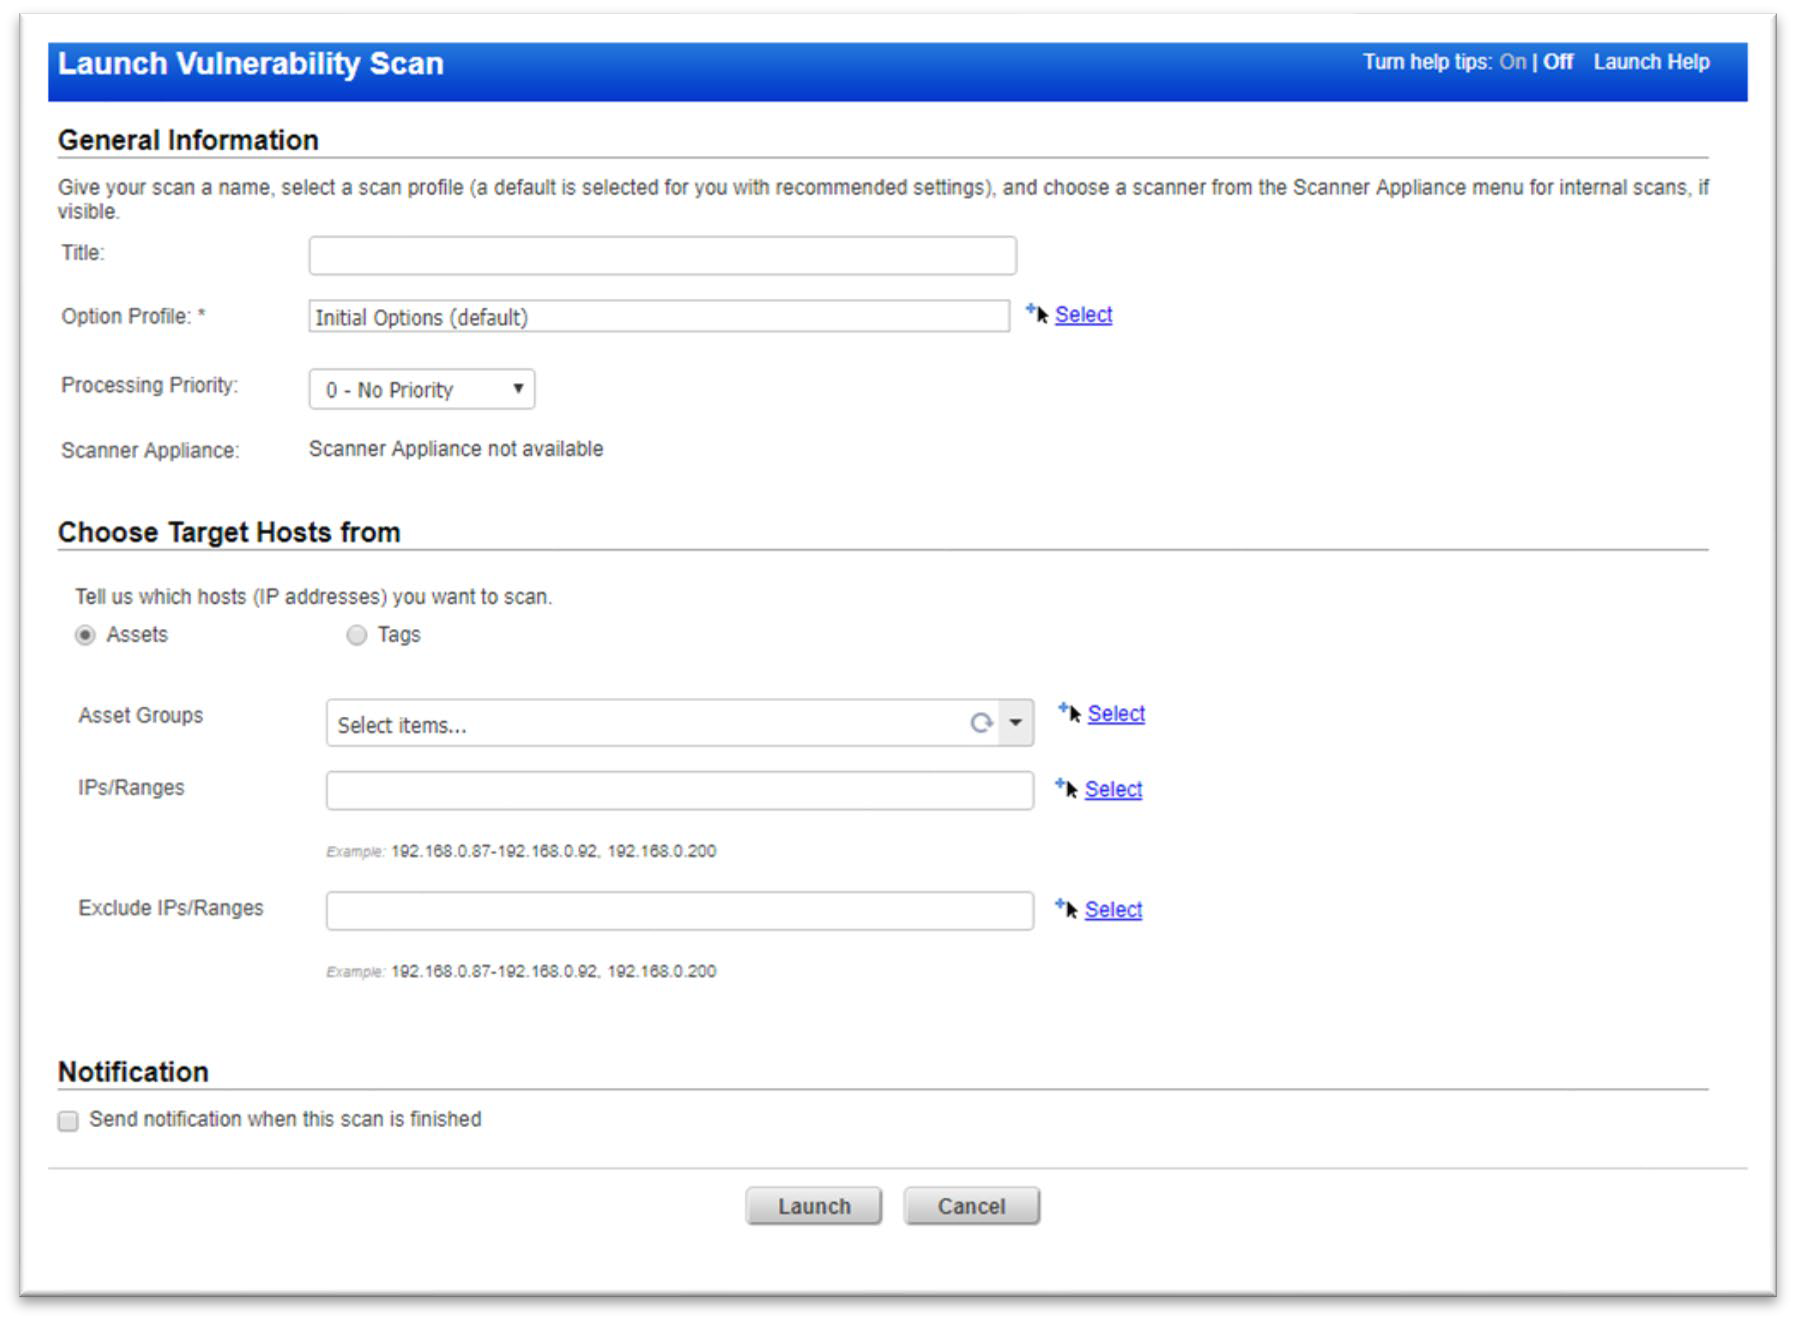 Launch Vulnerability Scan
Turn help tips: On | Off Launch Help
General Information
Give your scan a name, select a scan profile (a default is selected for you with recommended settings), and choose a scanner from the Scanner Appliance menu for internal scans, if
visible.
Title:
Option Profile: * Initial Options (default) Select
Processing Priority: 0 - No Priority
Scanner Appliance: Scanner Appliance not available
Choose Target Hosts from
Tell us which hosts (IP addresses) you want to scan.
Assets Tags
Asset Groups Select items... Select
IPs/Ranges Select
Example: 192.168.0.87-192.168.0.92, 192.168.0.200
Exclude IPs/Ranges Select
Example: 192.168.0.87-192.168.0.92, 192.168.0.200
Notification
Send notification when this scan is finished
Launch Cancel